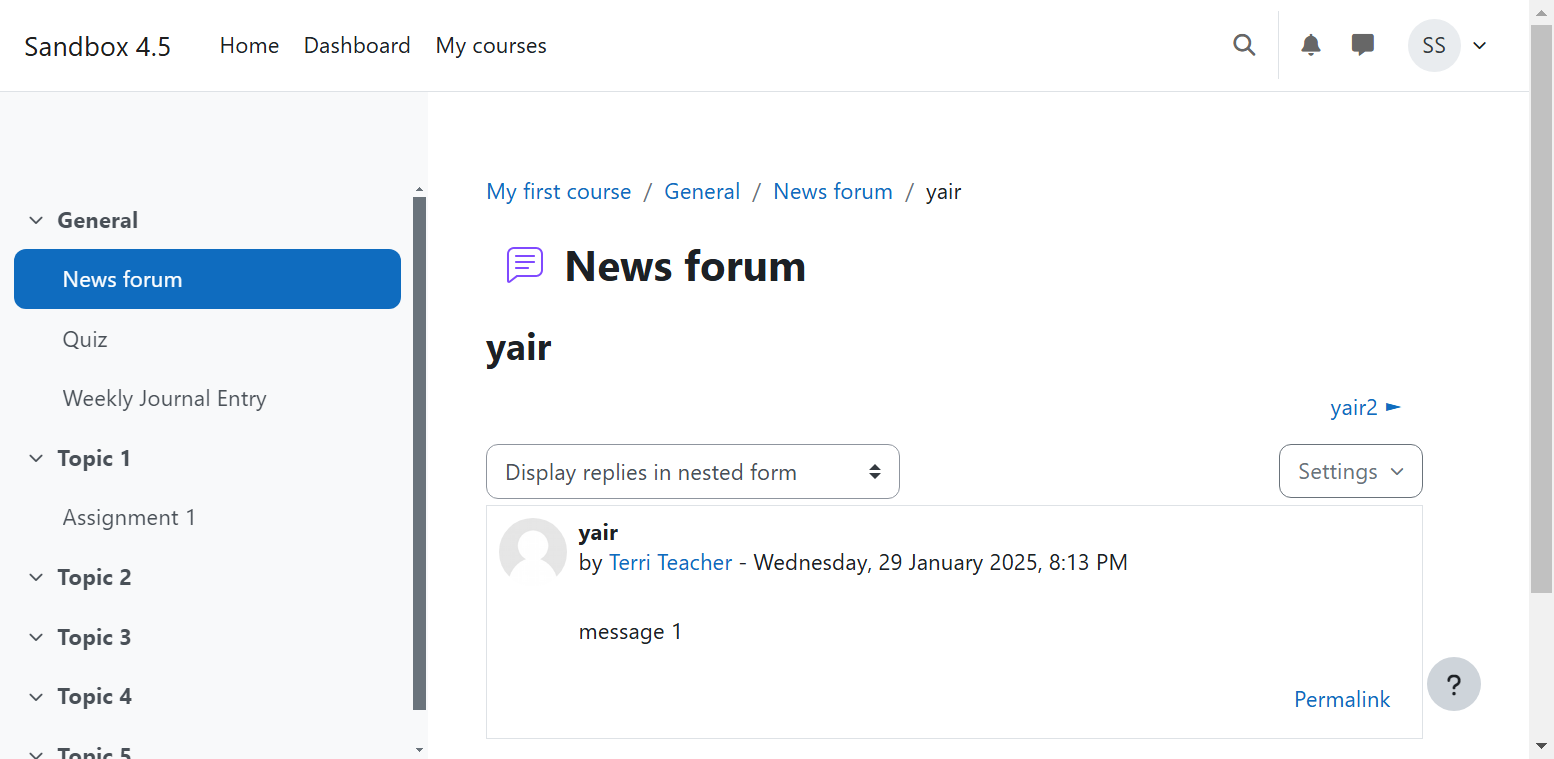 Sandbox 4.5 Home Dashboard My courses SS
General
News forum
Quiz
Weekly Journal Entry
Topic 1
Assignment 1
Topic 2
Topic 3
Topic 4
Topic 5
My first course / General / News forum / yair
News forum
yair
yair2 ►
Display replies in nested form Settings
yair
by Terri Teacher - Wednesday, 29 January 2025, 8:13 PM
message 1
Permalink
?